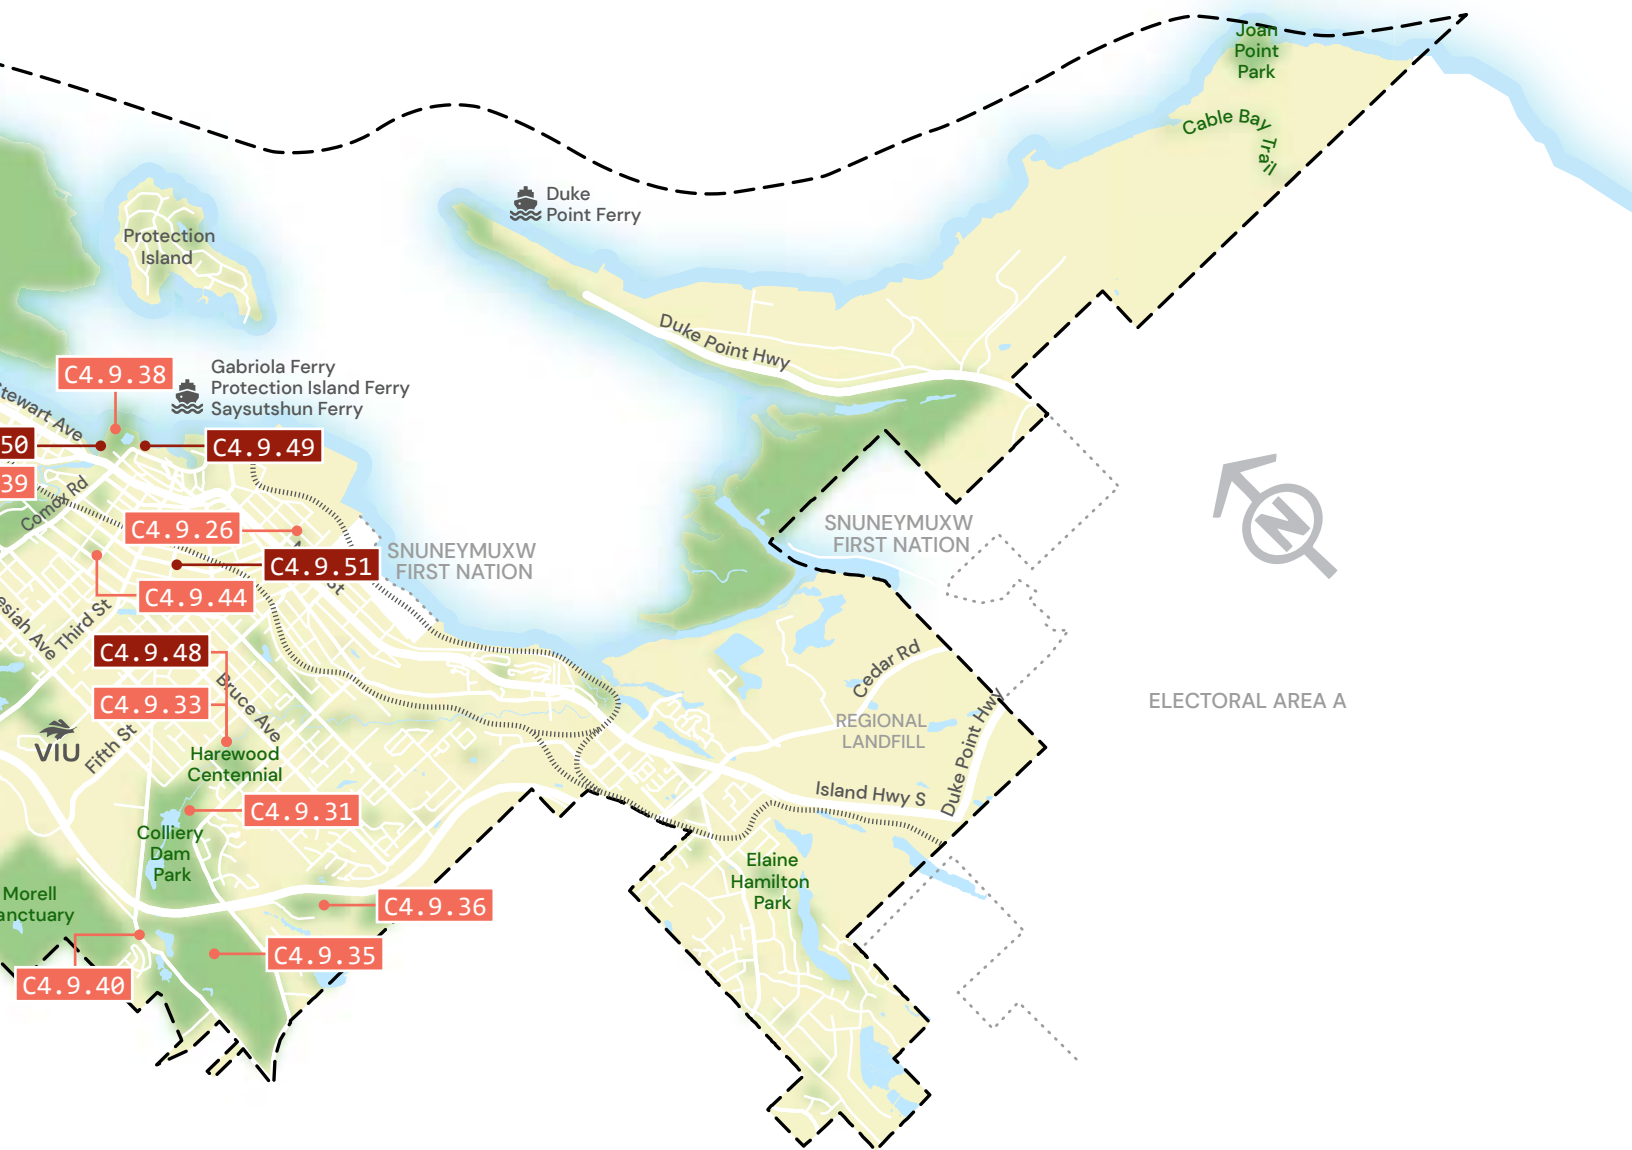 Joan
Point
Park
Cable Bay Trail
Duke
Point Ferry
Protection
Island
Duke Point Hwy
C4.9.38
Gabriola Ferry
Protection Island Ferry
Saysutshun Ferry
Stewart Ave
50
C4.9.49
39
Comox Rd
C4.9.26
SNUNEYMUXW
FIRST NATION
SNUNEYMUXW
FIRST NATION
N
C4.9.51
St
C4.9.44
Third St
Ave
C4.9.48
Cedar Rd
C4.9.33
Bruce Ave
ELECTORAL AREA A
REGIONAL
LANDFILL
Duke Point Hwy
VIU
Fifth St
Harewood
Centennial
Island Hwy S
C4.9.31
Colliery
Dam
Park
Elaine
Hamilton
Park
Morell
anctuary
C4.9.36
C4.9.35
C4.9.40